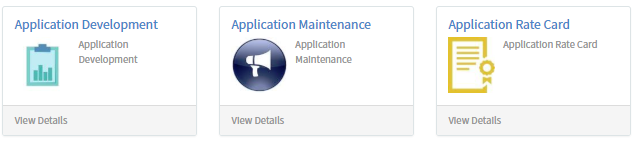 Application Development
Application
Development
View Details
Application Maintenance
Application
Maintenance
View Details
Application Rate Card
Application Rate Card
View Details